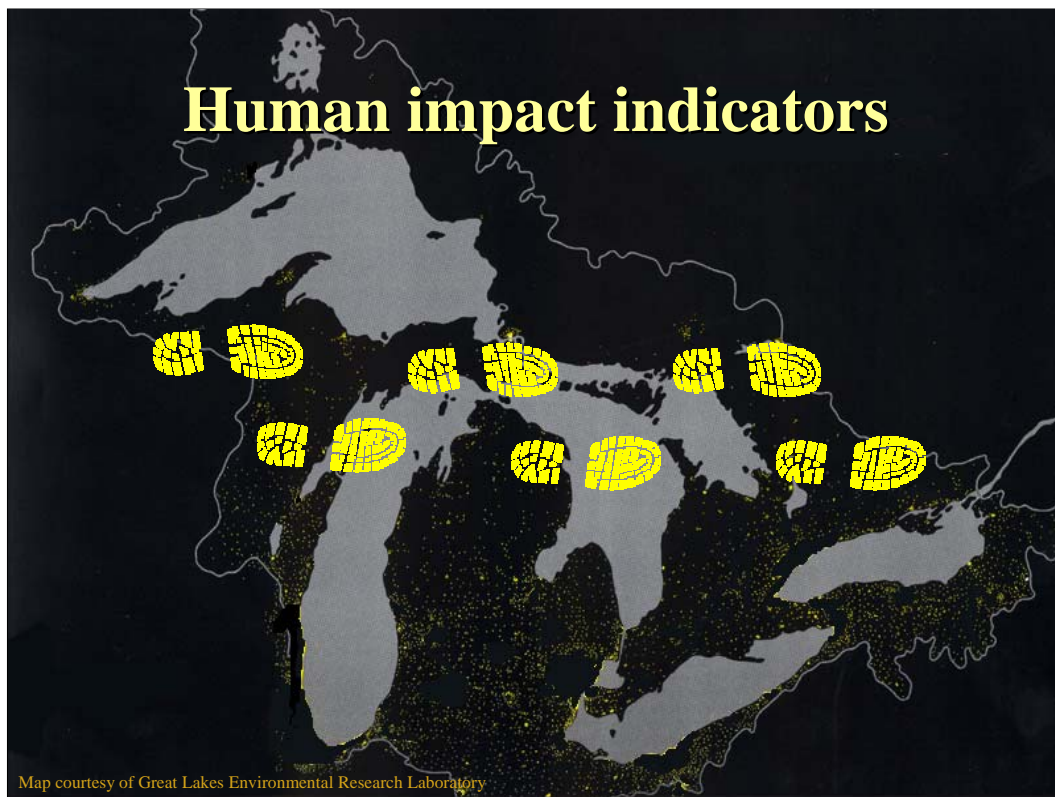 Human impact indicators
Map courtesy of Great Lakes Environmental Research Laboratory